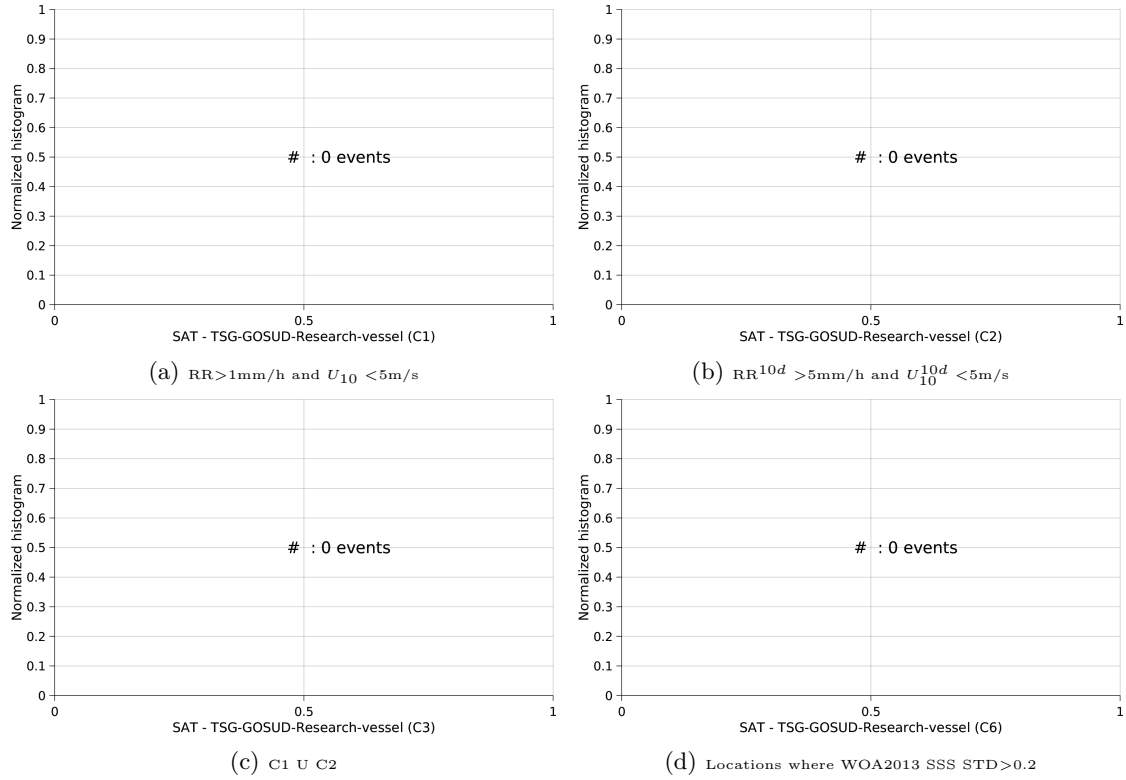 1
0.9
0.8
0.7
0.6
0.5
0.4
0.3
0.2
0.1
0
Normalized histogram
# : 0 events
0 0.5 1
SAT - TSG-GOSUD-Research-vessel (C1)
(a) RR>1mm/h and U10 <5m/s
1
0.9
0.8
0.7
0.6
0.5
0.4
0.3
0.2
0.1
0
Normalized histogram
# : 0 events
0 0.5 1
SAT - TSG-GOSUD-Research-vessel (C2)
(b) RR10d >5mm/h and U10d10 <5m/s
1
0.9
0.8
0.7
0.6
0.5
0.4
0.3
0.2
0.1
0
Normalized histogram
# : 0 events
0 0.5 1
SAT - TSG-GOSUD-Research-vessel (C3)
(c) C1 U C2
1
0.9
0.8
0.7
0.6
0.5
0.4
0.3
0.2
0.1
0
Normalized histogram
# : 0 events
0 0.5 1
SAT - TSG-GOSUD-Research-vessel (C6)
(d) Locations where WOA2013 SSS STD>0.2